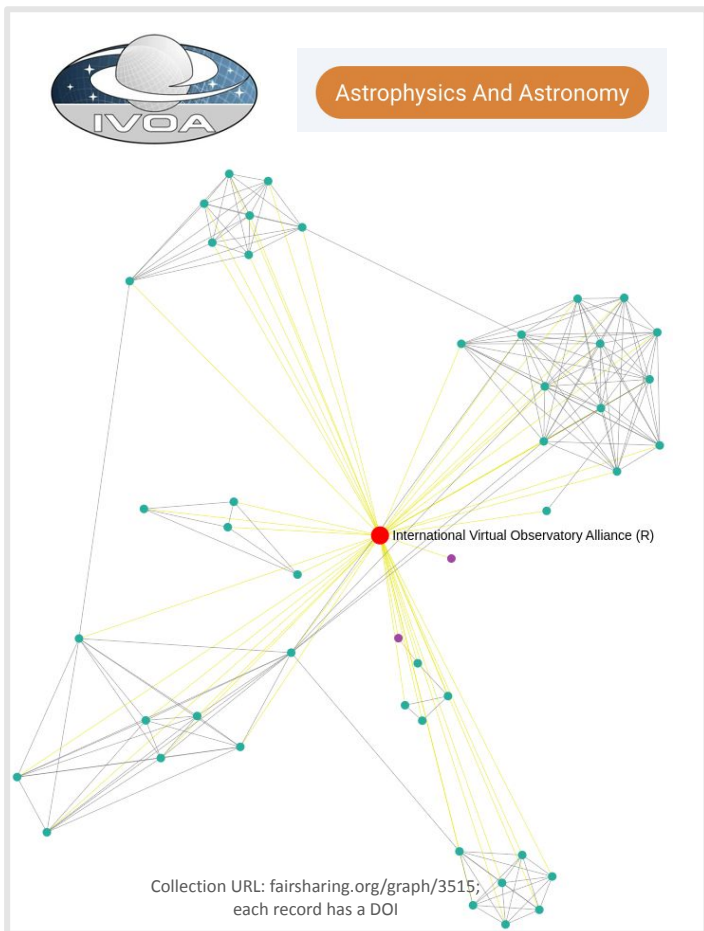 IVOA
Astrophysics And Astronomy
International Virtual Observatory Alliance (R)
Collection URL: fairsharing.org/graph/3515;
each record has a DOI